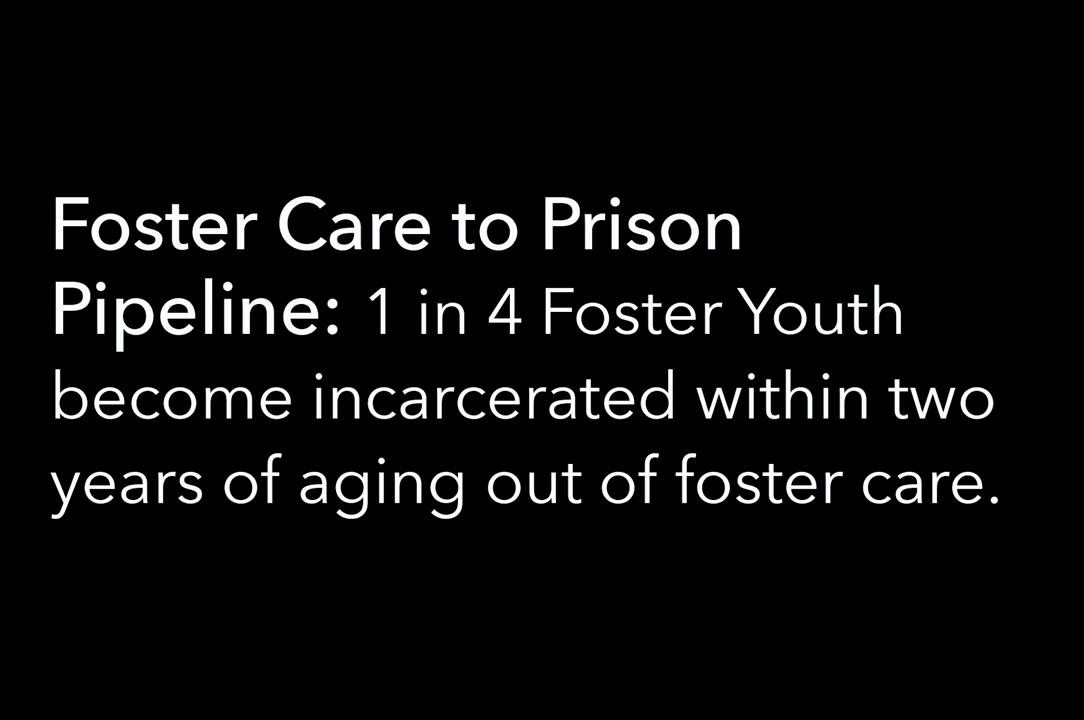 Foster Care to Prison
Pipeline: 1 in 4 Foster Youth
become incarcerated within two
years of aging out of foster care.